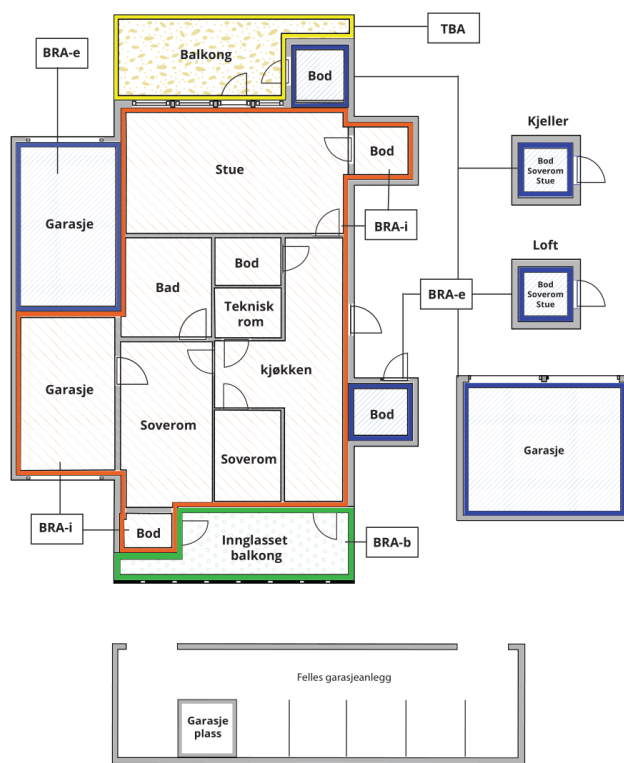 TBA
BRA-e
Balkong
Bod
Kjeller
Bod
Soverom
Stue
Stue
Bod
BRA-i
Garasje
Loft
Bod
Soverom
Stue
Bad
Bod
Teknisk
rom
BRA-e
kjøkken
Garasje
Bod
Soverom
Soverom
Garasje
BRA-i
Bod
Innglasset
balkong
BRA-b
Felles garasjeanlegg
Garasje
plass